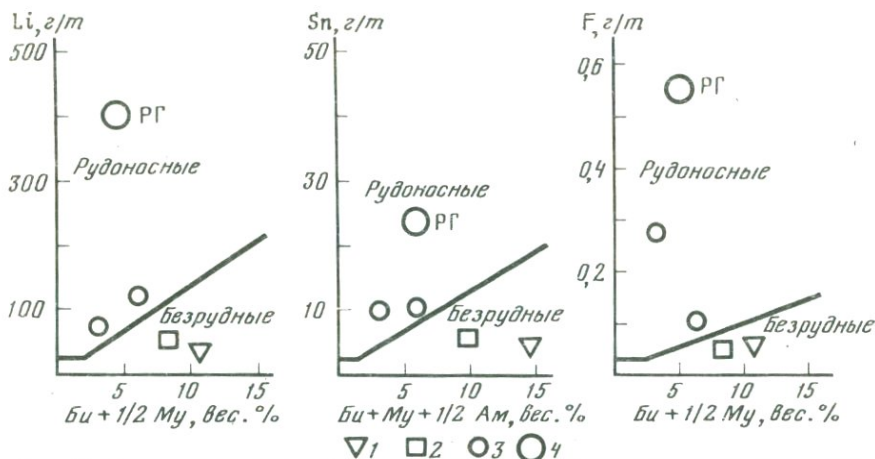 Li, г/т
500
300
100
РГ
Рудоносные
Безрудные
5 10 15
Би + 1/2 Му, вес. %
Sn, г/т
50
30
10
Рудоносные
РГ
Безрудные
5 10 15
Би + Му + 1/2 Ам, вес. %
F, г/т
0,6
0,4
0,2
РГ
Рудоносные
Безрудные
5 10 15
Би + 1/2 Му, вес. %
1 2 3 4